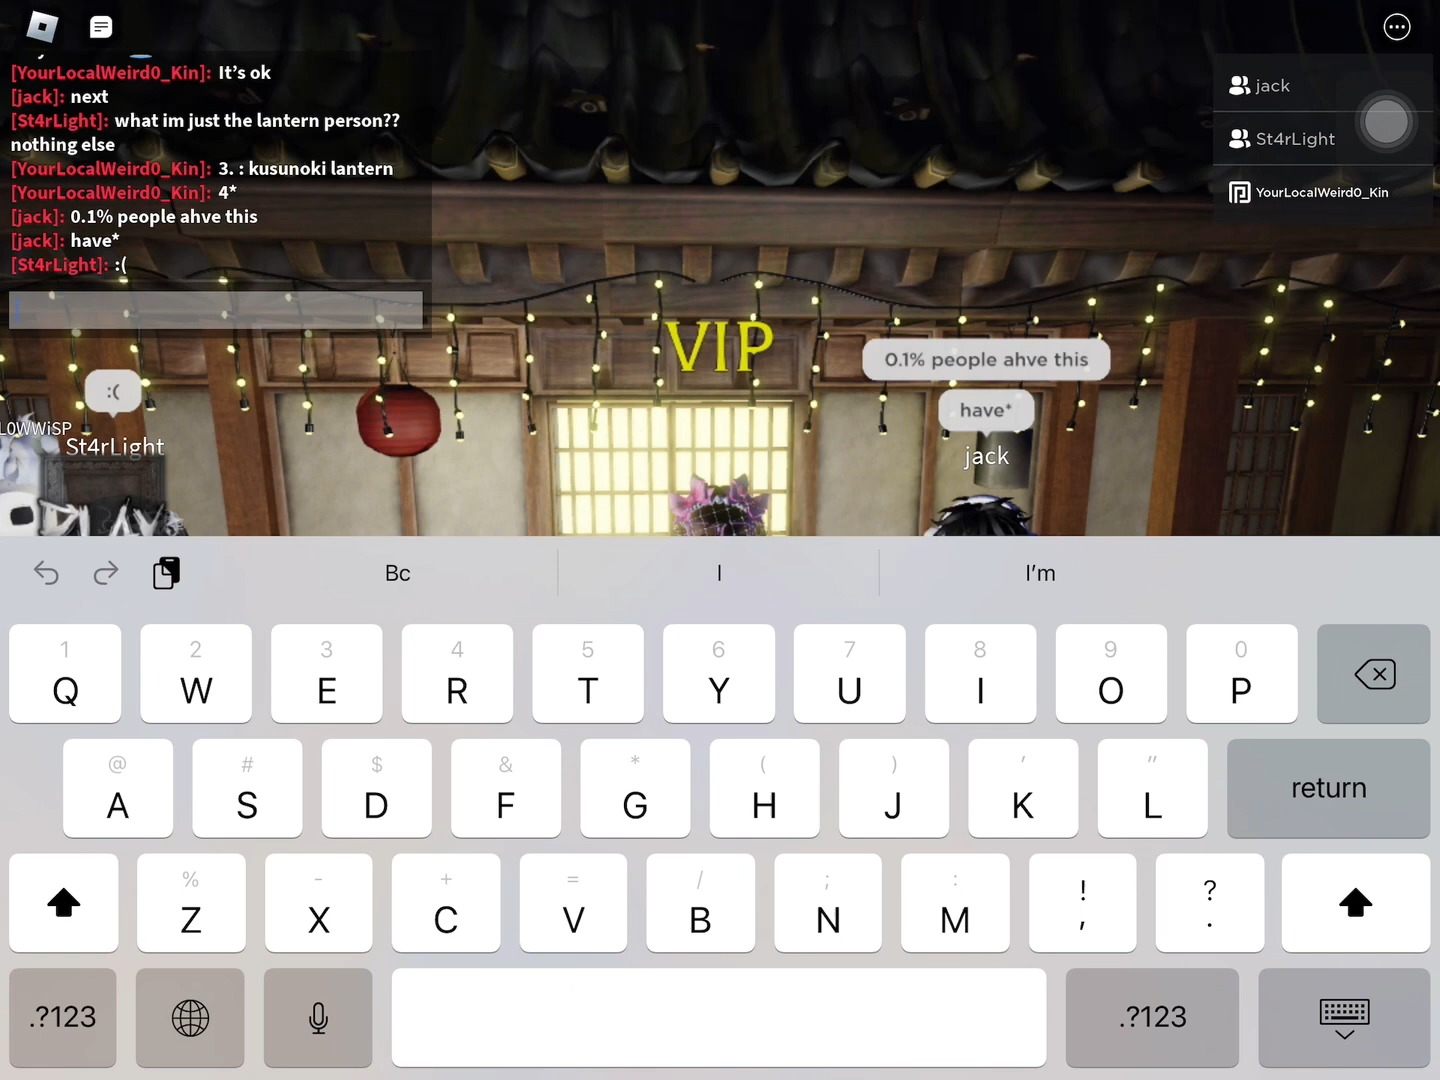 [YourLocalWeird0_Kin]: It's ok
[jack]: next
[St4rLight]: what im just the lantern person??
nothing else
[YourLocalWeird0_Kin]: 3. : kusunoki lantern
[YourLocalWeird0_Kin]: 4*
[jack]: 0.1% people ahve this
[jack]: have*
[St4rLight]: :(
jack
St4rLight
YourLocalWeird0_Kin
VIP
0.1% people ahve this
have*
jack
:(
L0WWiSP
St4rLight
Bc I I'm
1 2 3 4 5 6 7 8 9 0
Q W E R T Y U I O P
@ # $ & * ( ) ' "
A S D F G H J K L return
% - + = / ; : ! ?
Z X C V B N M , .
.?123 .?123